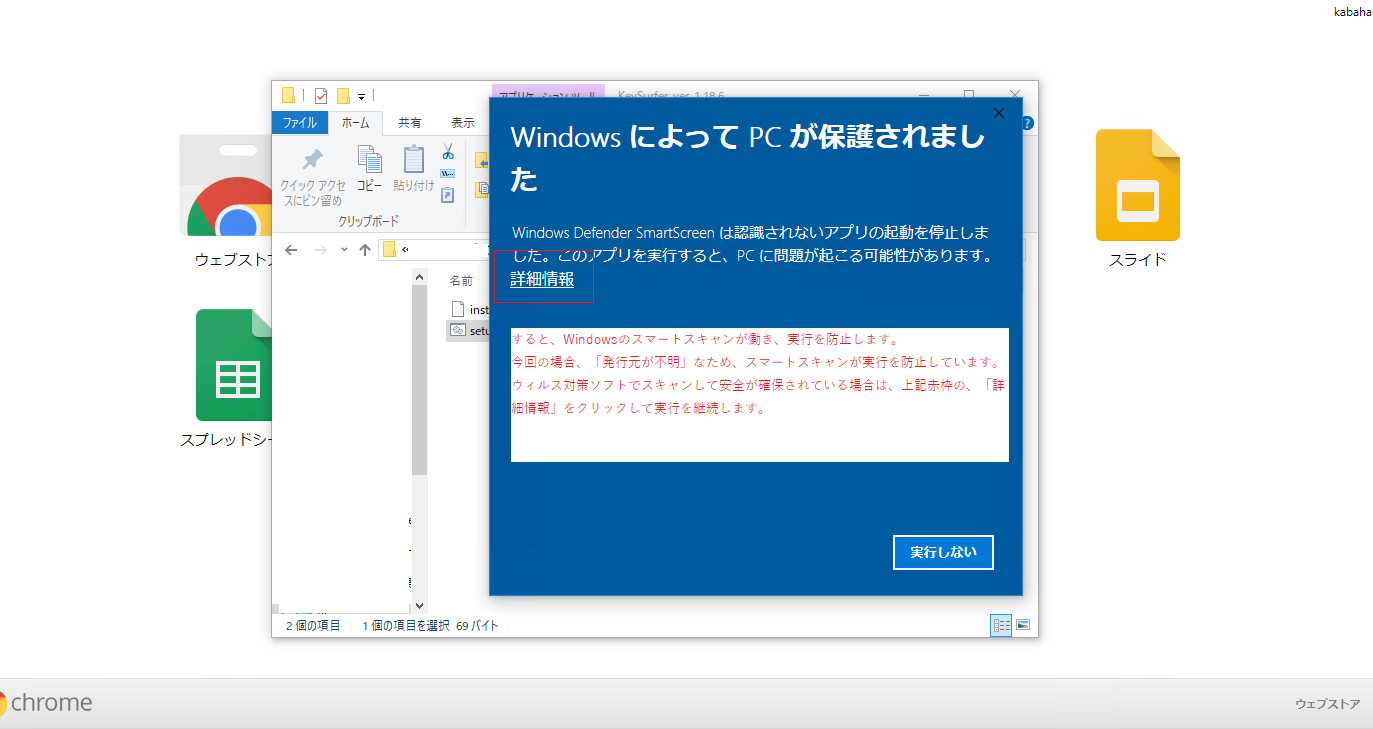 kabaha
アプリケーション ツール
KeySurfer_ver_1.18.6
ファイル
ホーム
共有
表示
クイック アクセ
スにピン留め
コピー
貼り付け
クリップボード
名前
inst
setu
2 個の項目
1 個の項目を選択 69 バイト
Windows によって PC が保護されまし
た
Windows Defender SmartScreen は認識されないアプリの起動を停止しま
した。このアプリを実行すると、PC に問題が起こる可能性があります。
詳細情報
すると、Windowsのスマートスキャンが働き、実行を防止します。
今回の場合、「発行元が不明」なため、スマートスキャンが実行を防止しています。
ウィルス対策ソフトでスキャンして安全が確保されている場合は、上記赤枠の、「詳
細情報」をクリックして実行を継続します。
実行しない
ウェブストア
スプレッドシー
スライド
chrome
ウェブストア